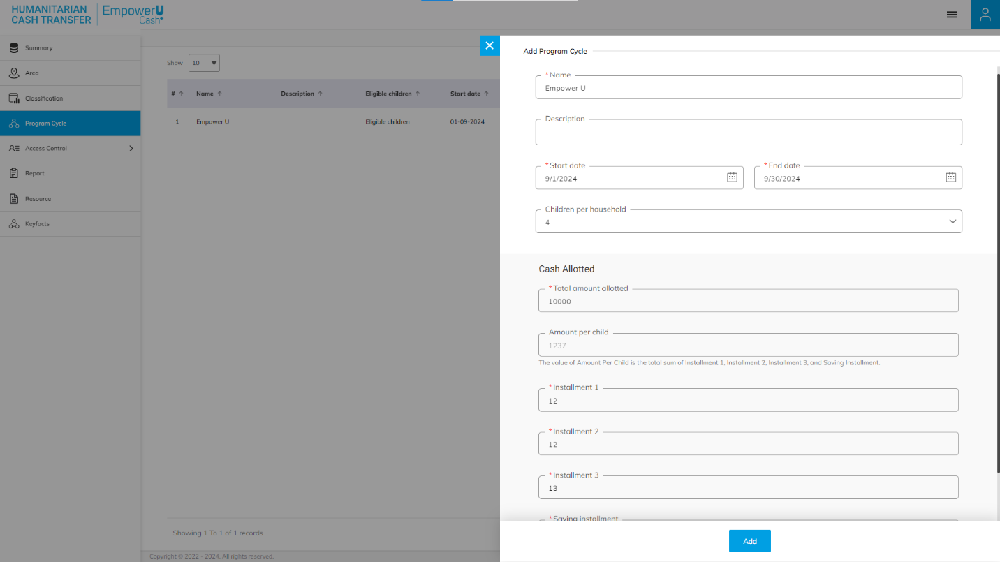 HUMANITARIAN
CASH TRANSFER
EmpowerU
Cash+
Summary
Area
Classification
Program Cycle
Access Control
Report
Resource
Keyfacts
Show 10
# Name Description Eligible children Start date
1 Empower U Eligible children 01-09-2024
Showing 1 To 1 of 1 records
Copyright © 2022 - 2024. All rights reserved.
Add Program Cycle
* Name
Empower U
Description
* Start date
9/1/2024
* End date
9/30/2024
Children per household
4
Cash Allotted
* Total amount allotted
10000
Amount per child
1237
The value of Amount Per Child is the total sum of Installment 1, Installment 2, Installment 3, and Saving Installment.
* Installment 1
12
* Installment 2
12
* Installment 3
13
* Saving installment
Add